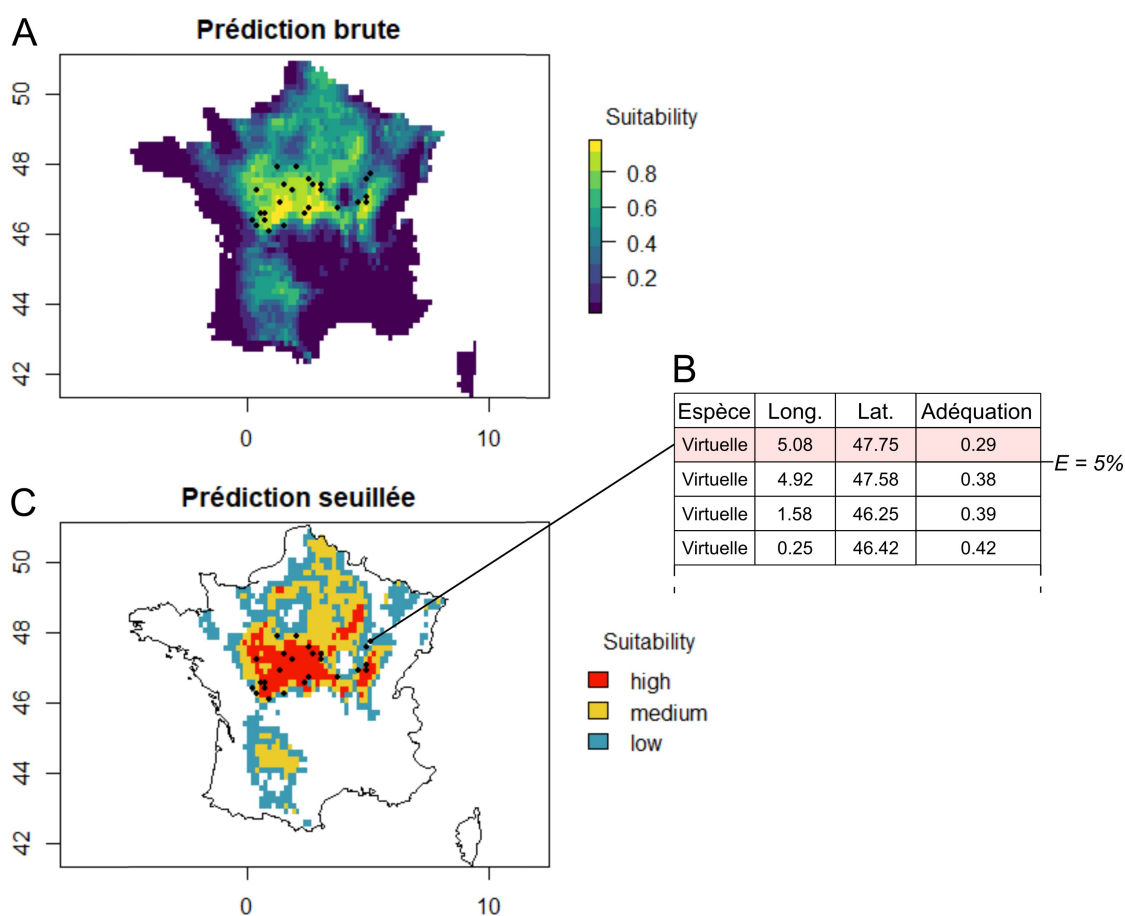 A
Prédiction brute
50
48
46
44
42
0
10
Suitability
0.8
0.6
0.4
0.2
B
Espèce Long. Lat. Adéquation
Virtuelle 5.08 47.75 0.29
E = 5%
Virtuelle 4.92 47.58 0.38
Virtuelle 1.58 46.25 0.39
Virtuelle 0.25 46.42 0.42
C
Prédiction seuillée
50
48
46
44
42
0
10
Suitability
high
medium
low